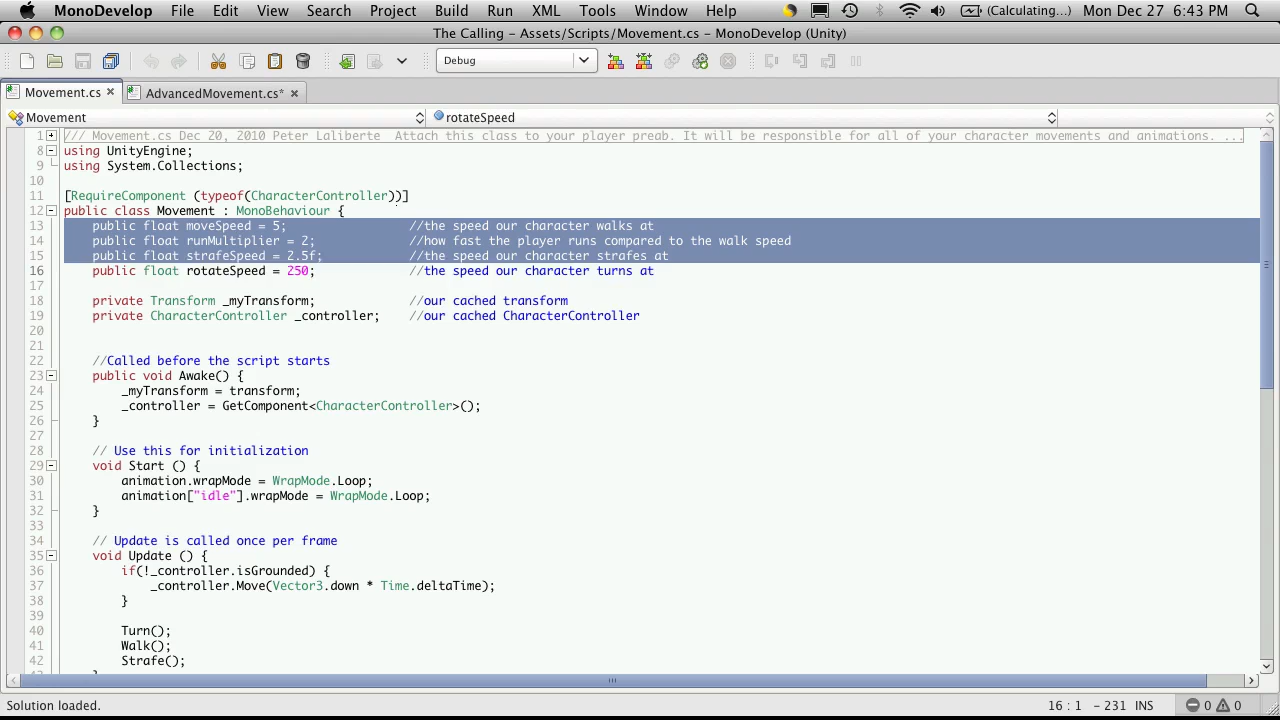 MonoDevelop File Edit View Search Project Build Run XML Tools Window Help (Calculating...) Mon Dec 27 6:43 PM
The Calling - Assets/Scripts/Movement.cs - MonoDevelop (Unity)
Debug
Movement.cs AdvancedMovement.cs*
Movement rotateSpeed
1 /// Movement.cs Dec 20, 2010 Peter Laliberte  Attach this class to your player preab. It will be responsible for all of your character movements and animations. ...
8 using UnityEngine;
9 using System.Collections;
10
11 [RequireComponent (typeof(CharacterController))]
12 public class Movement : MonoBehaviour {
13 public float moveSpeed = 5; //the speed our character walks at
14 public float runMultiplier = 2; //how fast the player runs compared to the walk speed
15 public float strafeSpeed = 2.5f; //the speed our character strafes at
16 public float rotateSpeed = 250; //the speed our character turns at
17
18 private Transform _myTransform; //our cached transform
19 private CharacterController _controller; //our cached CharacterController
20
21
22 //Called before the script starts
23 public void Awake() {
24 _myTransform = transform;
25 _controller = GetComponent<CharacterController>();
26 }
27
28 // Use this for initialization
29 void Start () {
30 animation.wrapMode = WrapMode.Loop;
31 animation["idle"].wrapMode = WrapMode.Loop;
32 }
33
34 // Update is called once per frame
35 void Update () {
36 if(!_controller.isGrounded) {
37 _controller.Move(Vector3.down * Time.deltaTime);
38 }
39
40 Turn();
41 Walk();
42 Strafe();
Solution loaded. 16 : 1 - 231 INS 0 0